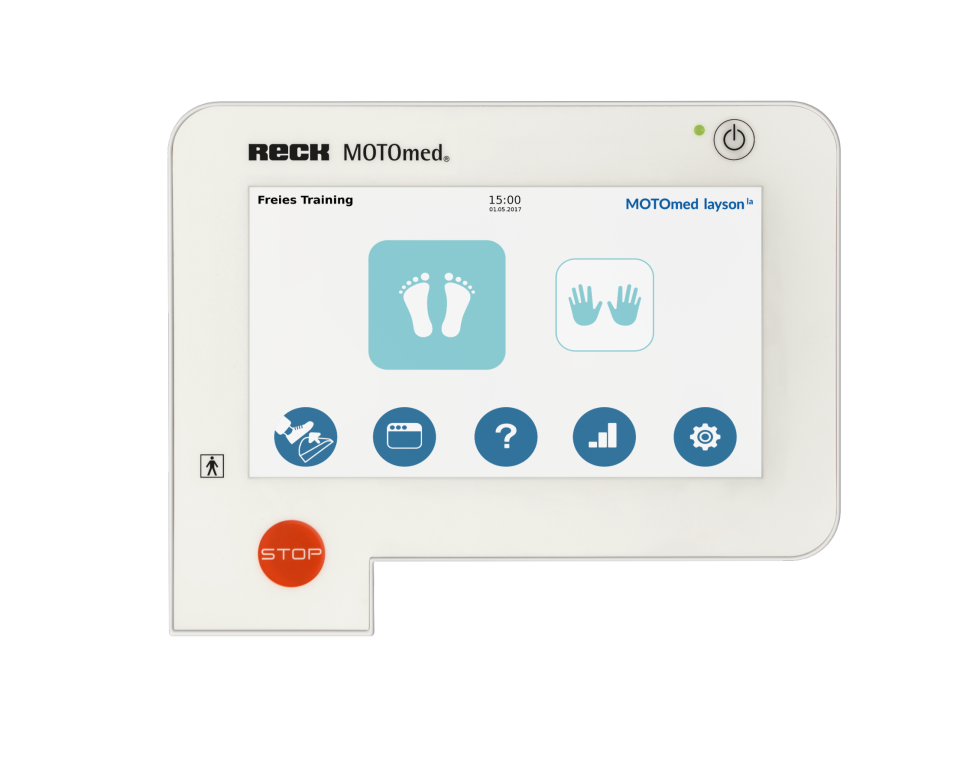 RECK MOTOmed®
Freies Training
15:00
01.05.2017
MOTOmed layson la
?
STOP